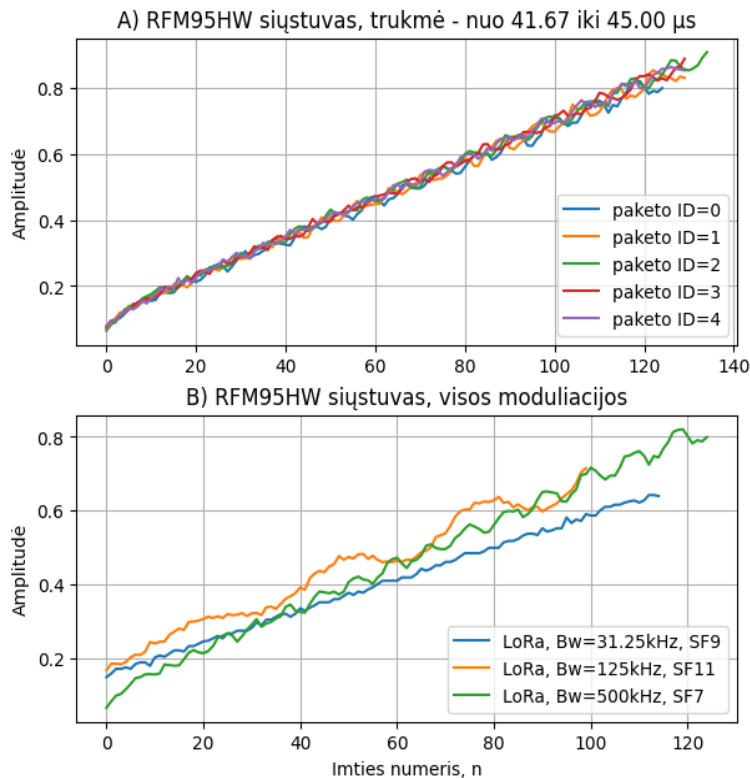 A) RFM95HW siųstuvas, trukmė - nuo 41.67 iki 45.00 µs
Amplitudė
0.8
0.6
0.4
0.2
paketo ID=0
paketo ID=1
paketo ID=2
paketo ID=3
paketo ID=4
0 20 40 60 80 100 120 140
B) RFM95HW siųstuvas, visos moduliacijos
Amplitudė
0.8
0.6
0.4
0.2
LoRa, Bw=31.25kHz, SF9
LoRa, Bw=125kHz, SF11
LoRa, Bw=500kHz, SF7
0 20 40 60 80 100 120
Imties numeris, n